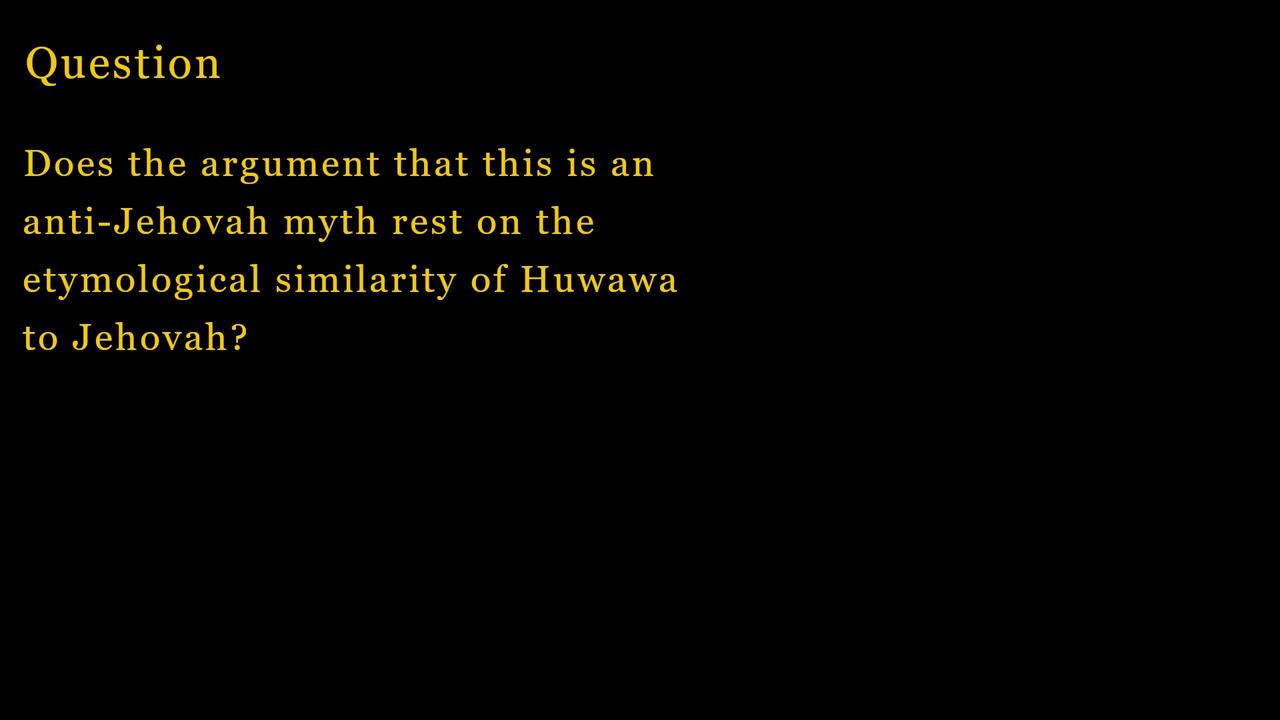 Question
Does the argument that this is an
anti-Jehovah myth rest on the
etymological similarity of Huwawa
to Jehovah?